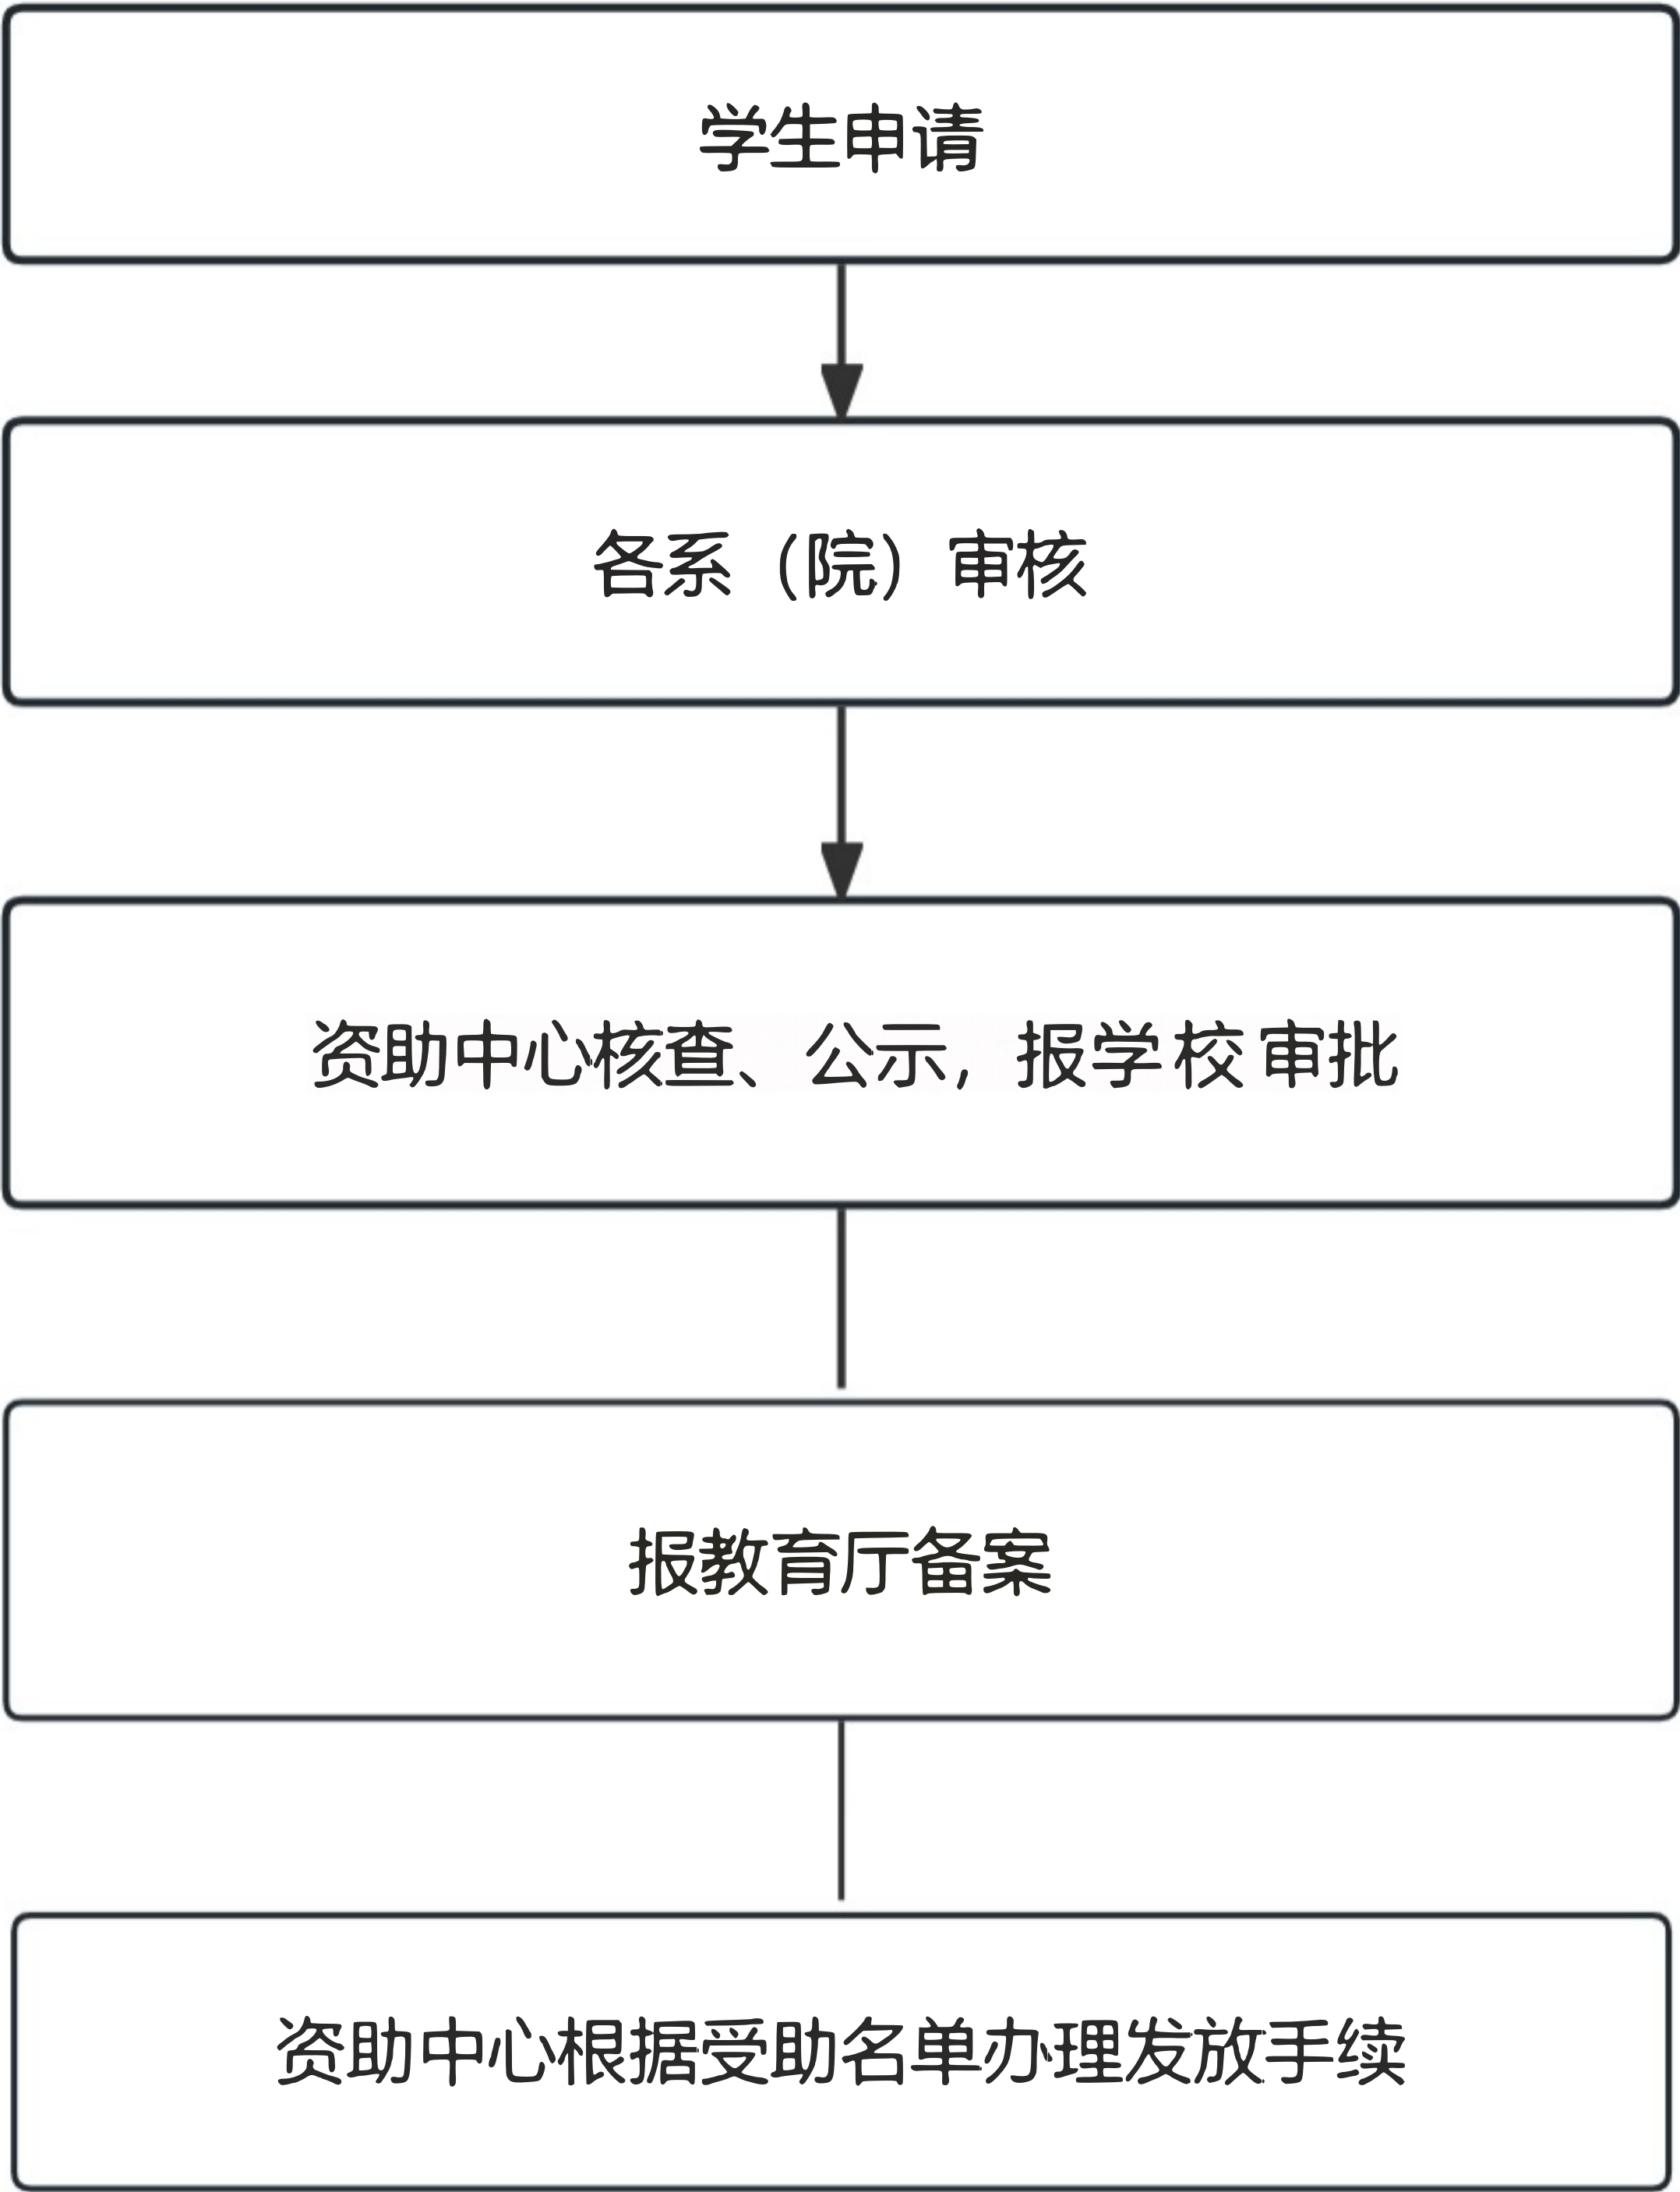 学生申请
各系（院）审核
资助中心核查、公示，报学校审批
报教育厅备案
资助中心根据受助名单办理发放手续